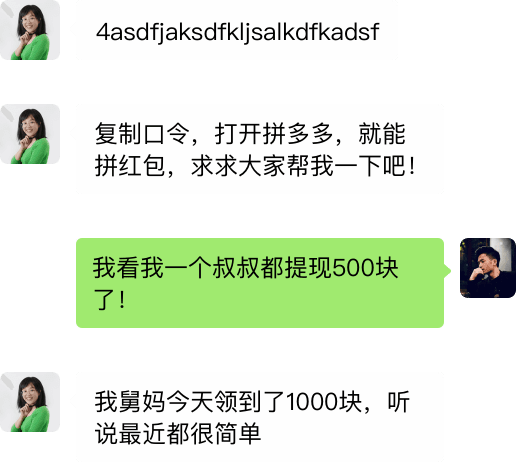 4asdfjaksdfkljsalkdfkadsf
复制口令，打开拼多多，就能
拼红包，求求大家帮我一下吧！
我看我一个叔叔都提现500块
了！
我舅妈今天领到了1000块，听
说最近都很简单